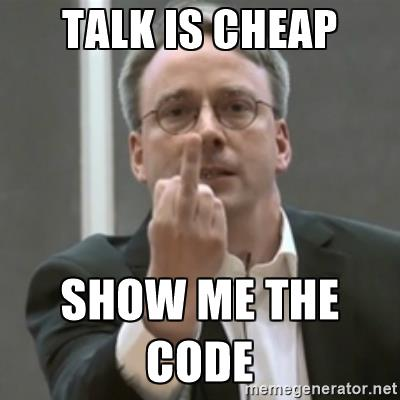 TALK IS CHEAP
SHOW ME THE
CODE
memegenerator.net